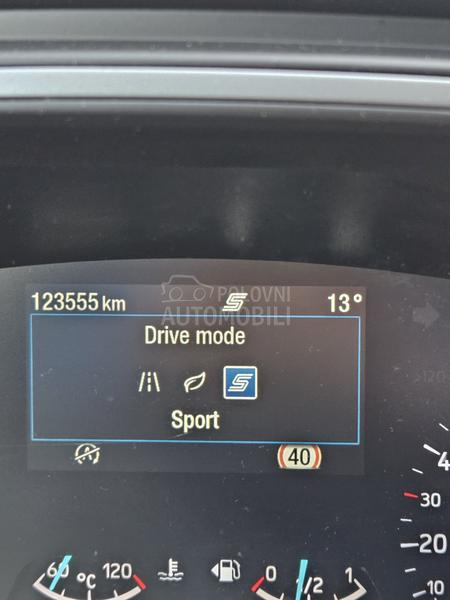 123555 km S 13°
POLOVNI
AUTOMOBILI
Drive mode
S
Sport
A 40
120
4
30
20
10
60 °C 120 0 1/2 1